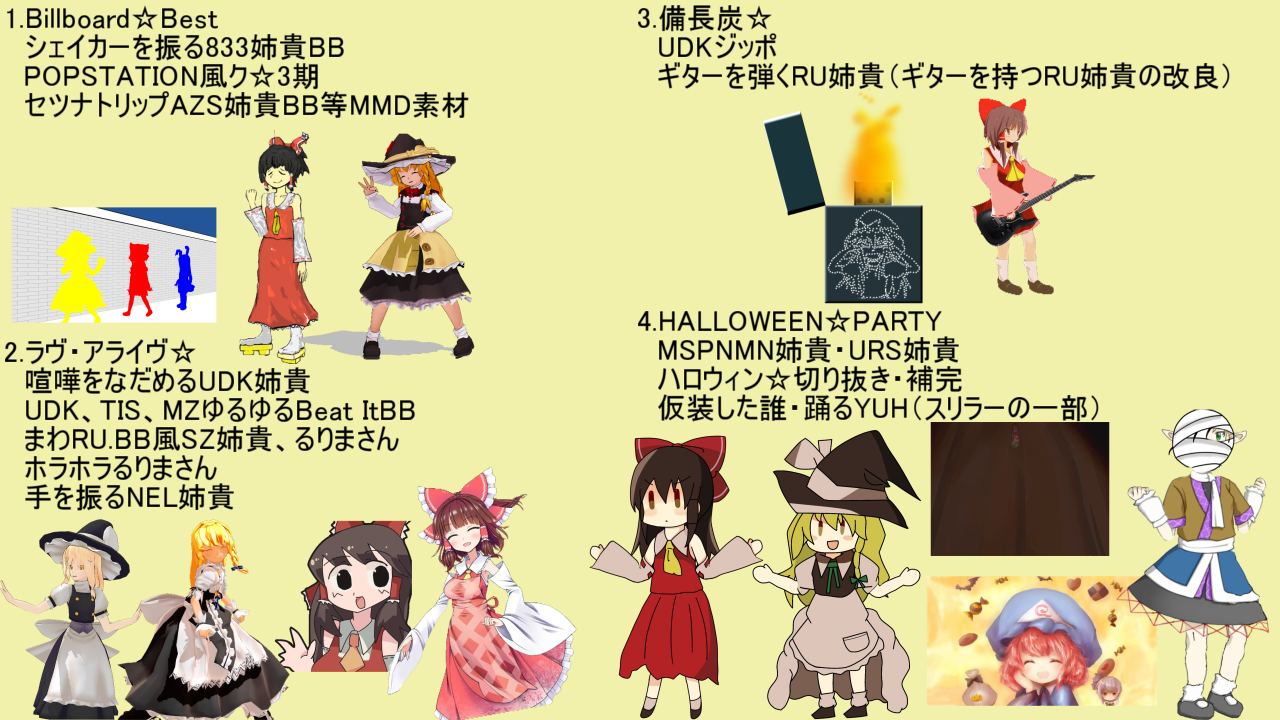 1.Billboard☆Best
シェイカーを振る833姉貴BB
POPSTATION風ク☆3期
セツナトリップAZS姉貴BB等MMD素材
2.ラヴ・アライヴ☆
喧嘩をなだめるUDK姉貴
UDK、TIS、MZゆるゆるBeat ItBB
まわRU.BB風SZ姉貴、るりまさん
ホラホラるりまさん
手を振るNEL姉貴
3.備長炭☆
UDKジッポ
ギターを弾くRU姉貴（ギターを持つRU姉貴の改良）
4.HALLOWEEN☆PARTY
MSPNMN姉貴・URS姉貴
ハロウィン☆切り抜き・補完
仮装した誰・踊るYUH（スリラーの一部）